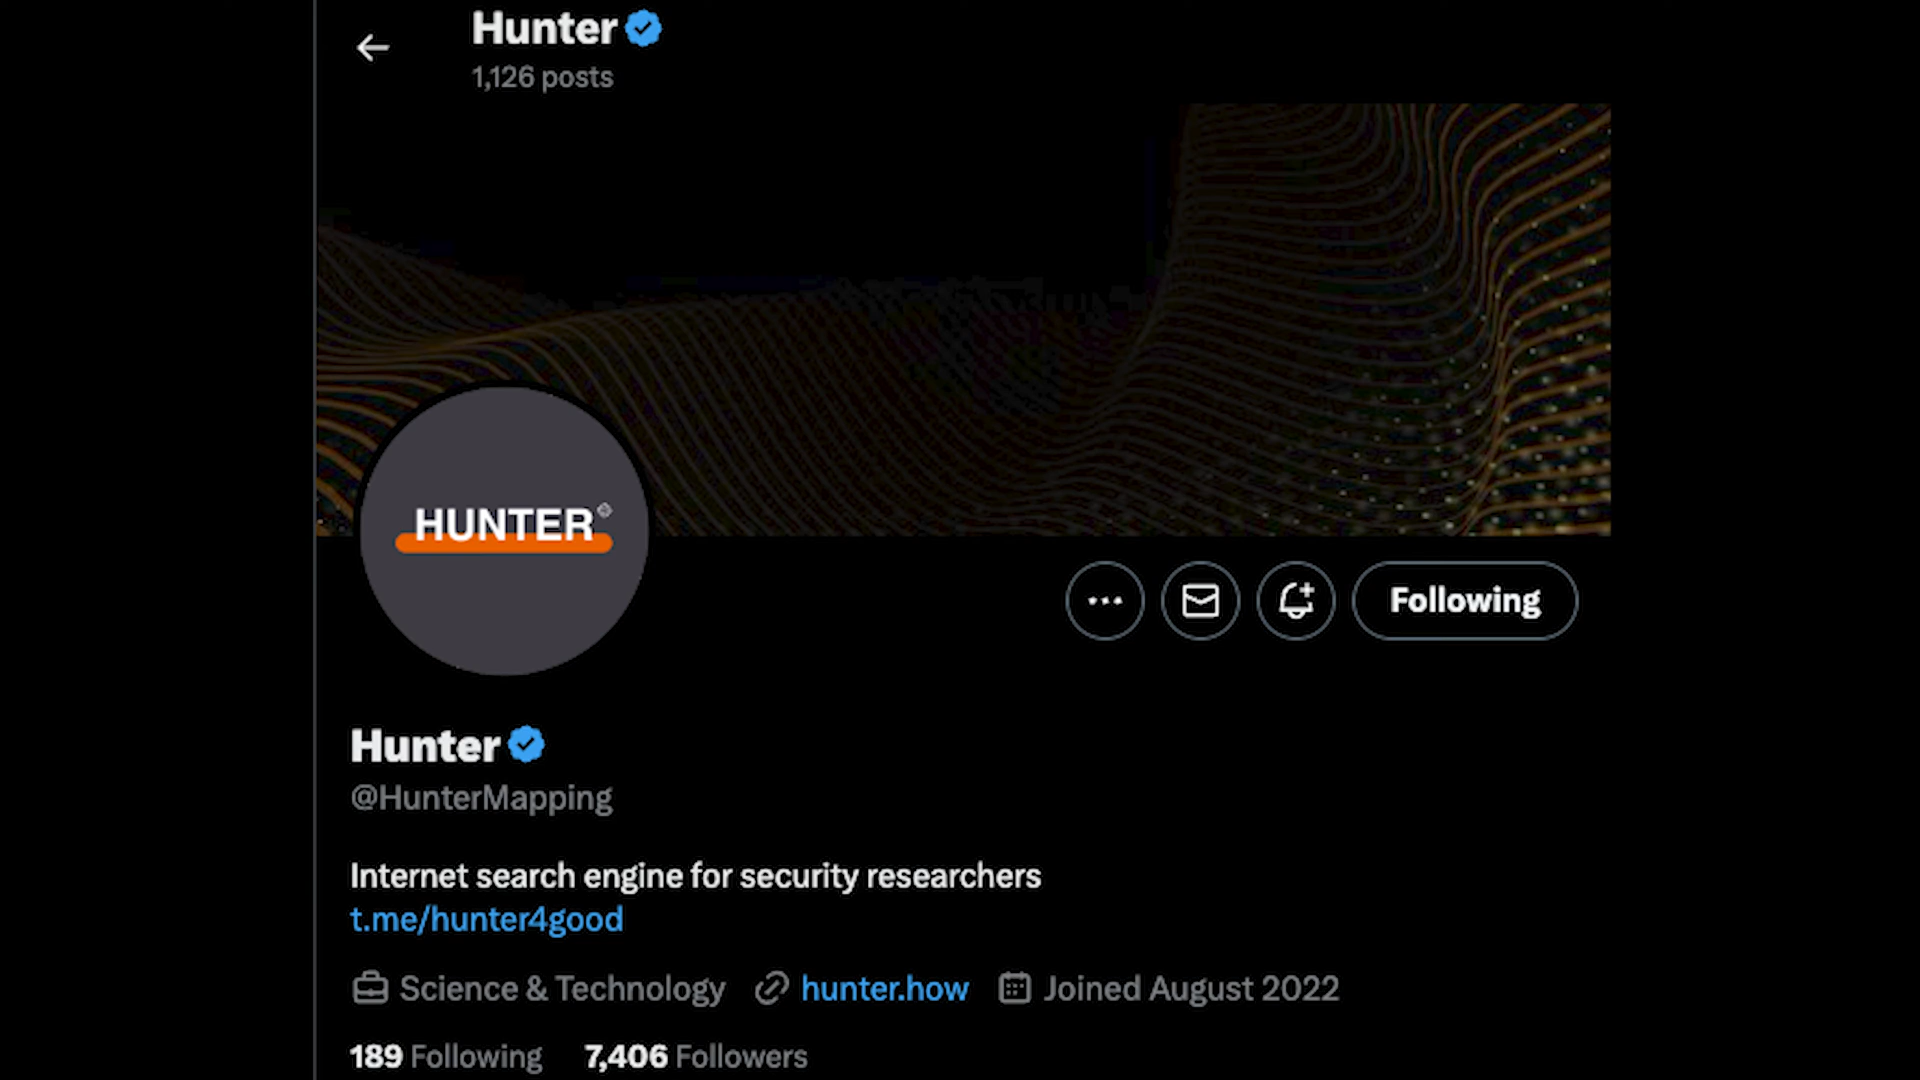 Hunter
1,126 posts
HUNTER
Following
Hunter
@HunterMapping
Internet search engine for security researchers
t.me/hunter4good
Science & Technology hunter.how Joined August 2022
189 Following 7,406 Followers